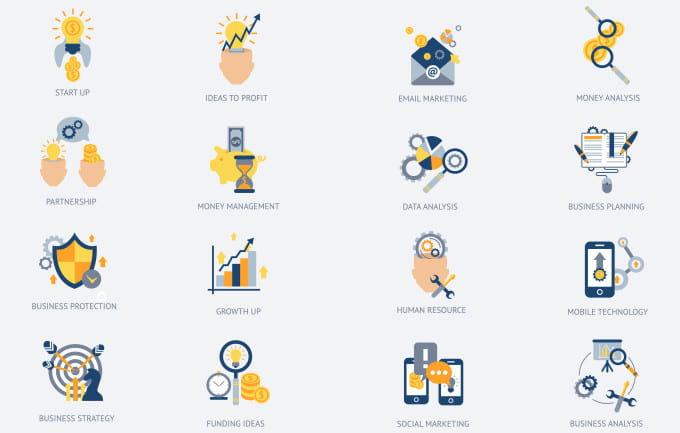 START UP
IDEAS TO PROFIT
@
EMAIL MARKETING
MONEY ANALYSIS
PARTNERSHIP
MONEY MANAGEMENT
DATA ANALYSIS
BUSINESS PLANNING
BUSINESS PROTECTION
GROWTH UP
HUMAN RESOURCE
MOBILE TECHNOLOGY
BUSINESS STRATEGY
FUNDING IDEAS
SOCIAL MARKETING
BUSINESS ANALYSIS